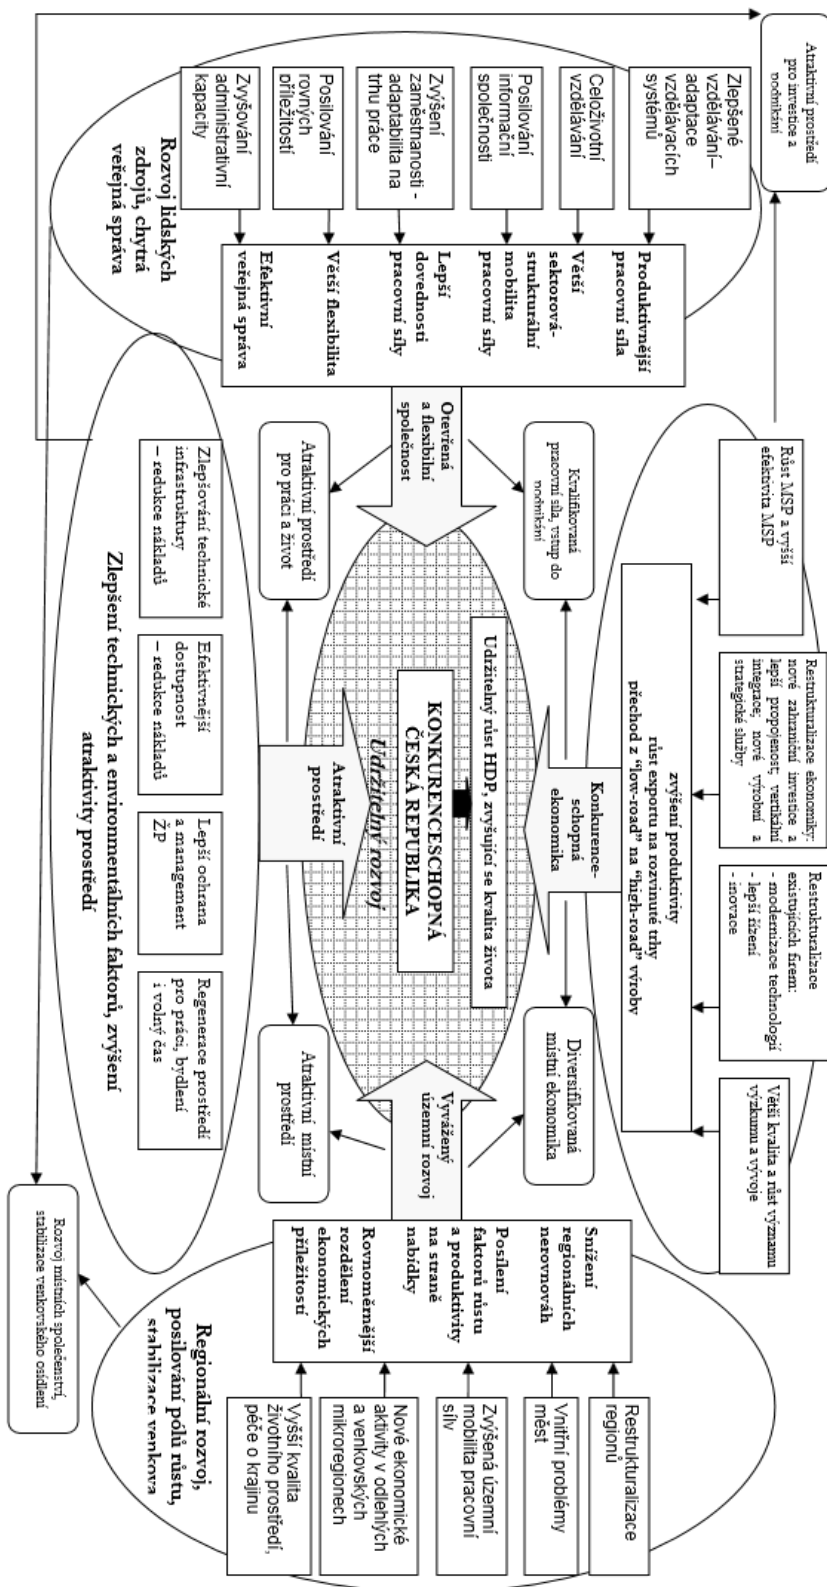 Atraktivní prostředí
pro investice a
podnikání
Růst MSP a vyšší
efektivita MSP
Restrukturalizace ekonomiky:
nové zahraniční investice a
lepší propojenost, vertikální
integrace; nové výrobní a
strategické služby
Restrukturalizace
existujících firem:
- modernizace technologií
- lepší řízení
- inovace
Větší kvalita a růst významu
výzkumu a vývoje
zvýšení produktivity
růst exportu na rozvinuté trhy
přechod z “low-road” na “high-road” výroby
Zlepšené
vzdělávání–
adaptace
vzdělávacích
systémů
Celoživotní
vzdělávání
Posilování
informační
společnosti
Zvýšení
zaměstnanosti -
adaptabilita na
trhu práce
Posilování
rovných
příležitostí
Zvyšování
administrativní
kapacity
Rozvoj lidských
zdrojů, chytrá
veřejná správa
Produktivnější
pracovní síla
Větší
sektorová-
strukturální
mobilita
pracovní síly
Lepší
dovednosti
pracovní síly
Větší flexibilita
Efektivní
veřejná správa
Kvalifikovaná
pracovní síla, vstup do
podnikání
Konkurence-
schopná
ekonomika
Diversifikovaná
místní ekonomika
Otevřená
a flexibilní
společnost
Udržitelný růst HDP, zvyšující se kvalita života
KONKURENCESCHOPNÁ
ČESKÁ REPUBLIKA
Udržitelný rozvoj
Vyvážený
územní rozvoj
Atraktivní prostředí
pro práci a život
Atraktivní
prostředí
Atraktivní místní
prostředí
Snížení
regionálních
nerovnováh
Posílení
faktorů růstu
a produktivity
na straně
nabídky
Rovnoměrnější
rozdělení
ekonomických
příležitostí
Restrukturalizace
regionů
Vnitřní problémy
měst
Zvýšená územní
mobilita pracovní
síly
Nové ekonomické
aktivity v odlehlých
a venkovských
mikroregionech
Vyšší kvalita
životního prostředí,
péče o krajinu
Regionální rozvoj,
posilování pólů růstu,
stabilizace venkova
Zlepšování technické
infrastruktury
– redukce nákladů
Efektivnější
dostupnost
– redukce nákladů
Lepší ochrana
a management
ŽP
Regenerace prostředí
pro práci, bydlení
i volný čas
Zlepšení technických a environmentálních faktorů, zvýšení
atraktivity prostředí
Rozvoj místních společenství,
stabilizace venkovského osídlení